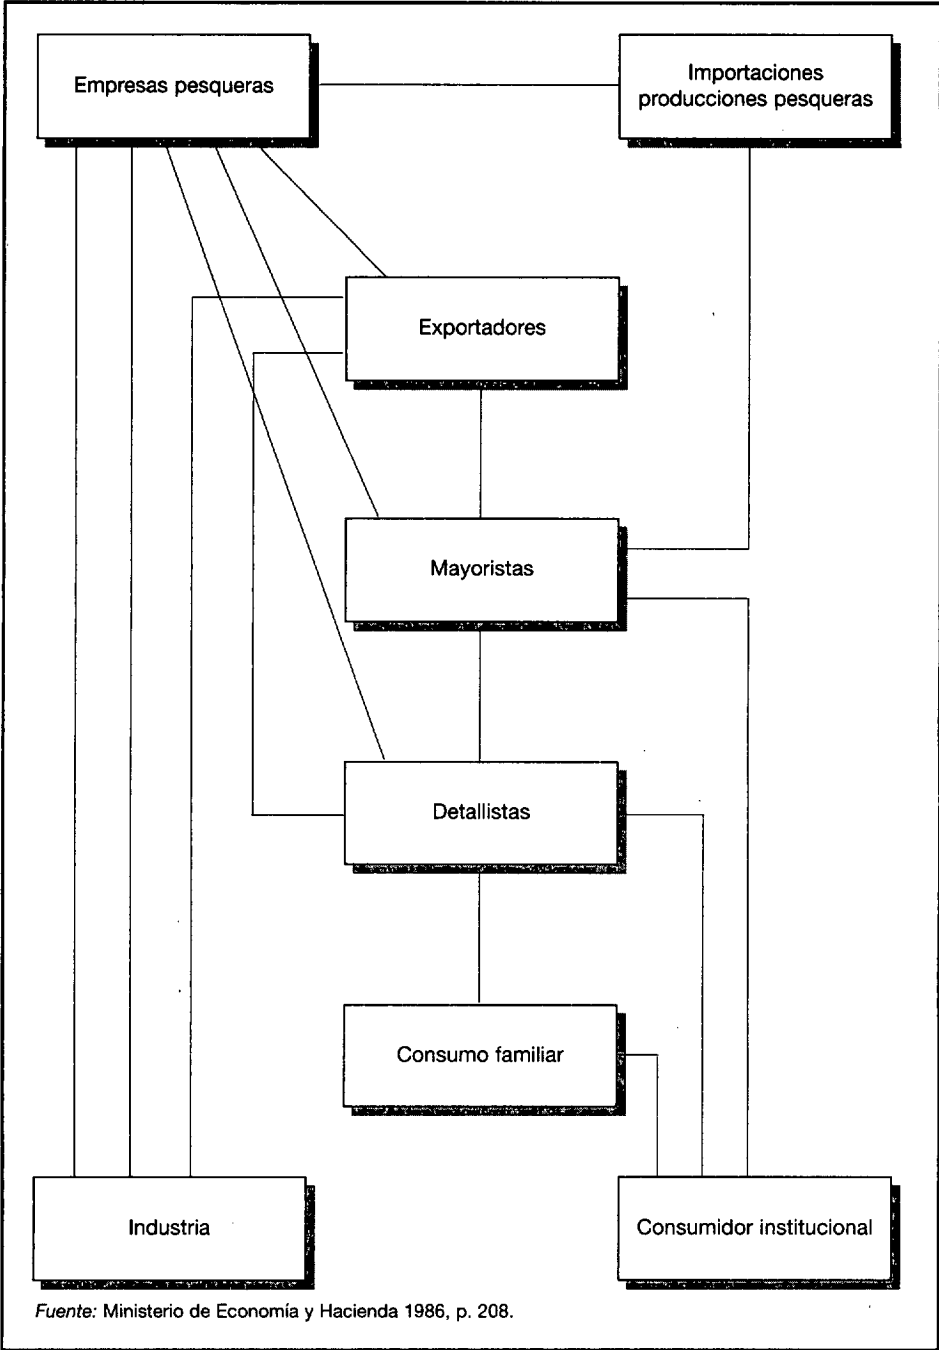 Empresas pesqueras
Importaciones
producciones pesqueras
Exportadores
Mayoristas
Detallistas
Consumo familiar
Industria
Consumidor institucional
Fuente: Ministerio de Economía y Hacienda 1986, p. 208.